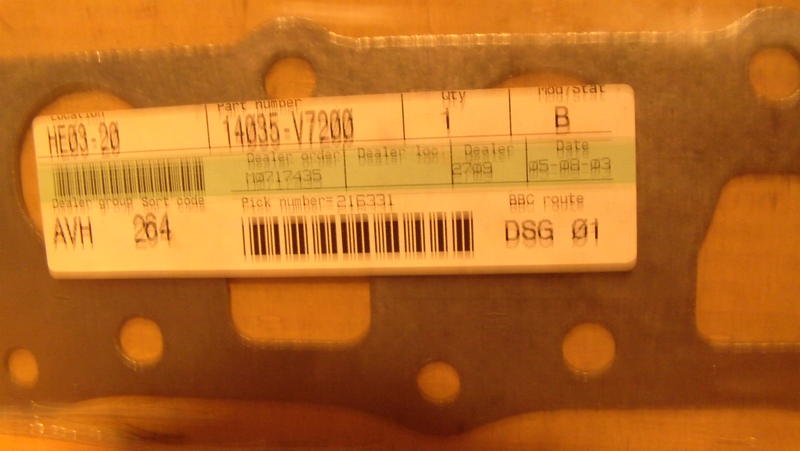 Location Part number Qty Mod/Stat
HE03-20 14035-V7200 1 B
Dealer order Dealer loc Dealer Date
M0717435 2709 05-08-03
Dealer group Sort code Pick number=216331 BBC route
AVH 264 DSG 01